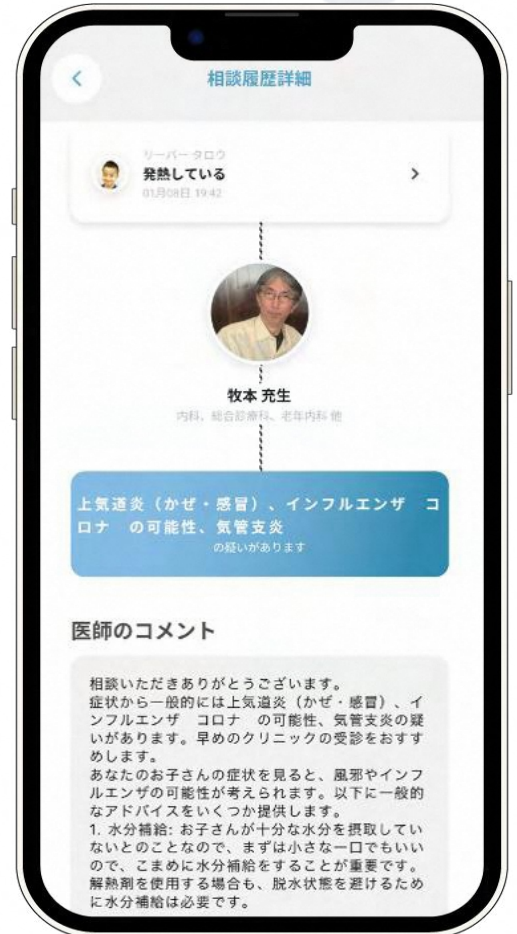 相談履歴詳細
リーバー タロウ
発熱している
01月08日 19:42
牧本 充生
内科、総合診療科、老年内科 他
上気道炎（かぜ・感冒）、インフルエンザ　コ
ロナ　の可能性、気管支炎
の疑いがあります
医師のコメント
相談いただきありがとうございます。
症状から一般的には上気道炎（かぜ・感冒）、イ
ンフルエンザ　コロナ　の可能性、気管支炎の疑
いがあります。早めのクリニックの受診をおすす
めします。
あなたのお子さんの症状を見ると、風邪やインフ
ルエンザの可能性が考えられます。以下に一般的
なアドバイスをいくつか提供します。
1. 水分補給: お子さんが十分な水分を摂取してい
ないとのことなので、まずは小さな一口でもいい
ので、こまめに水分補給をすることが重要です。
解熱剤を使用する場合も、脱水状態を避けるため
に水分補給は必要です。